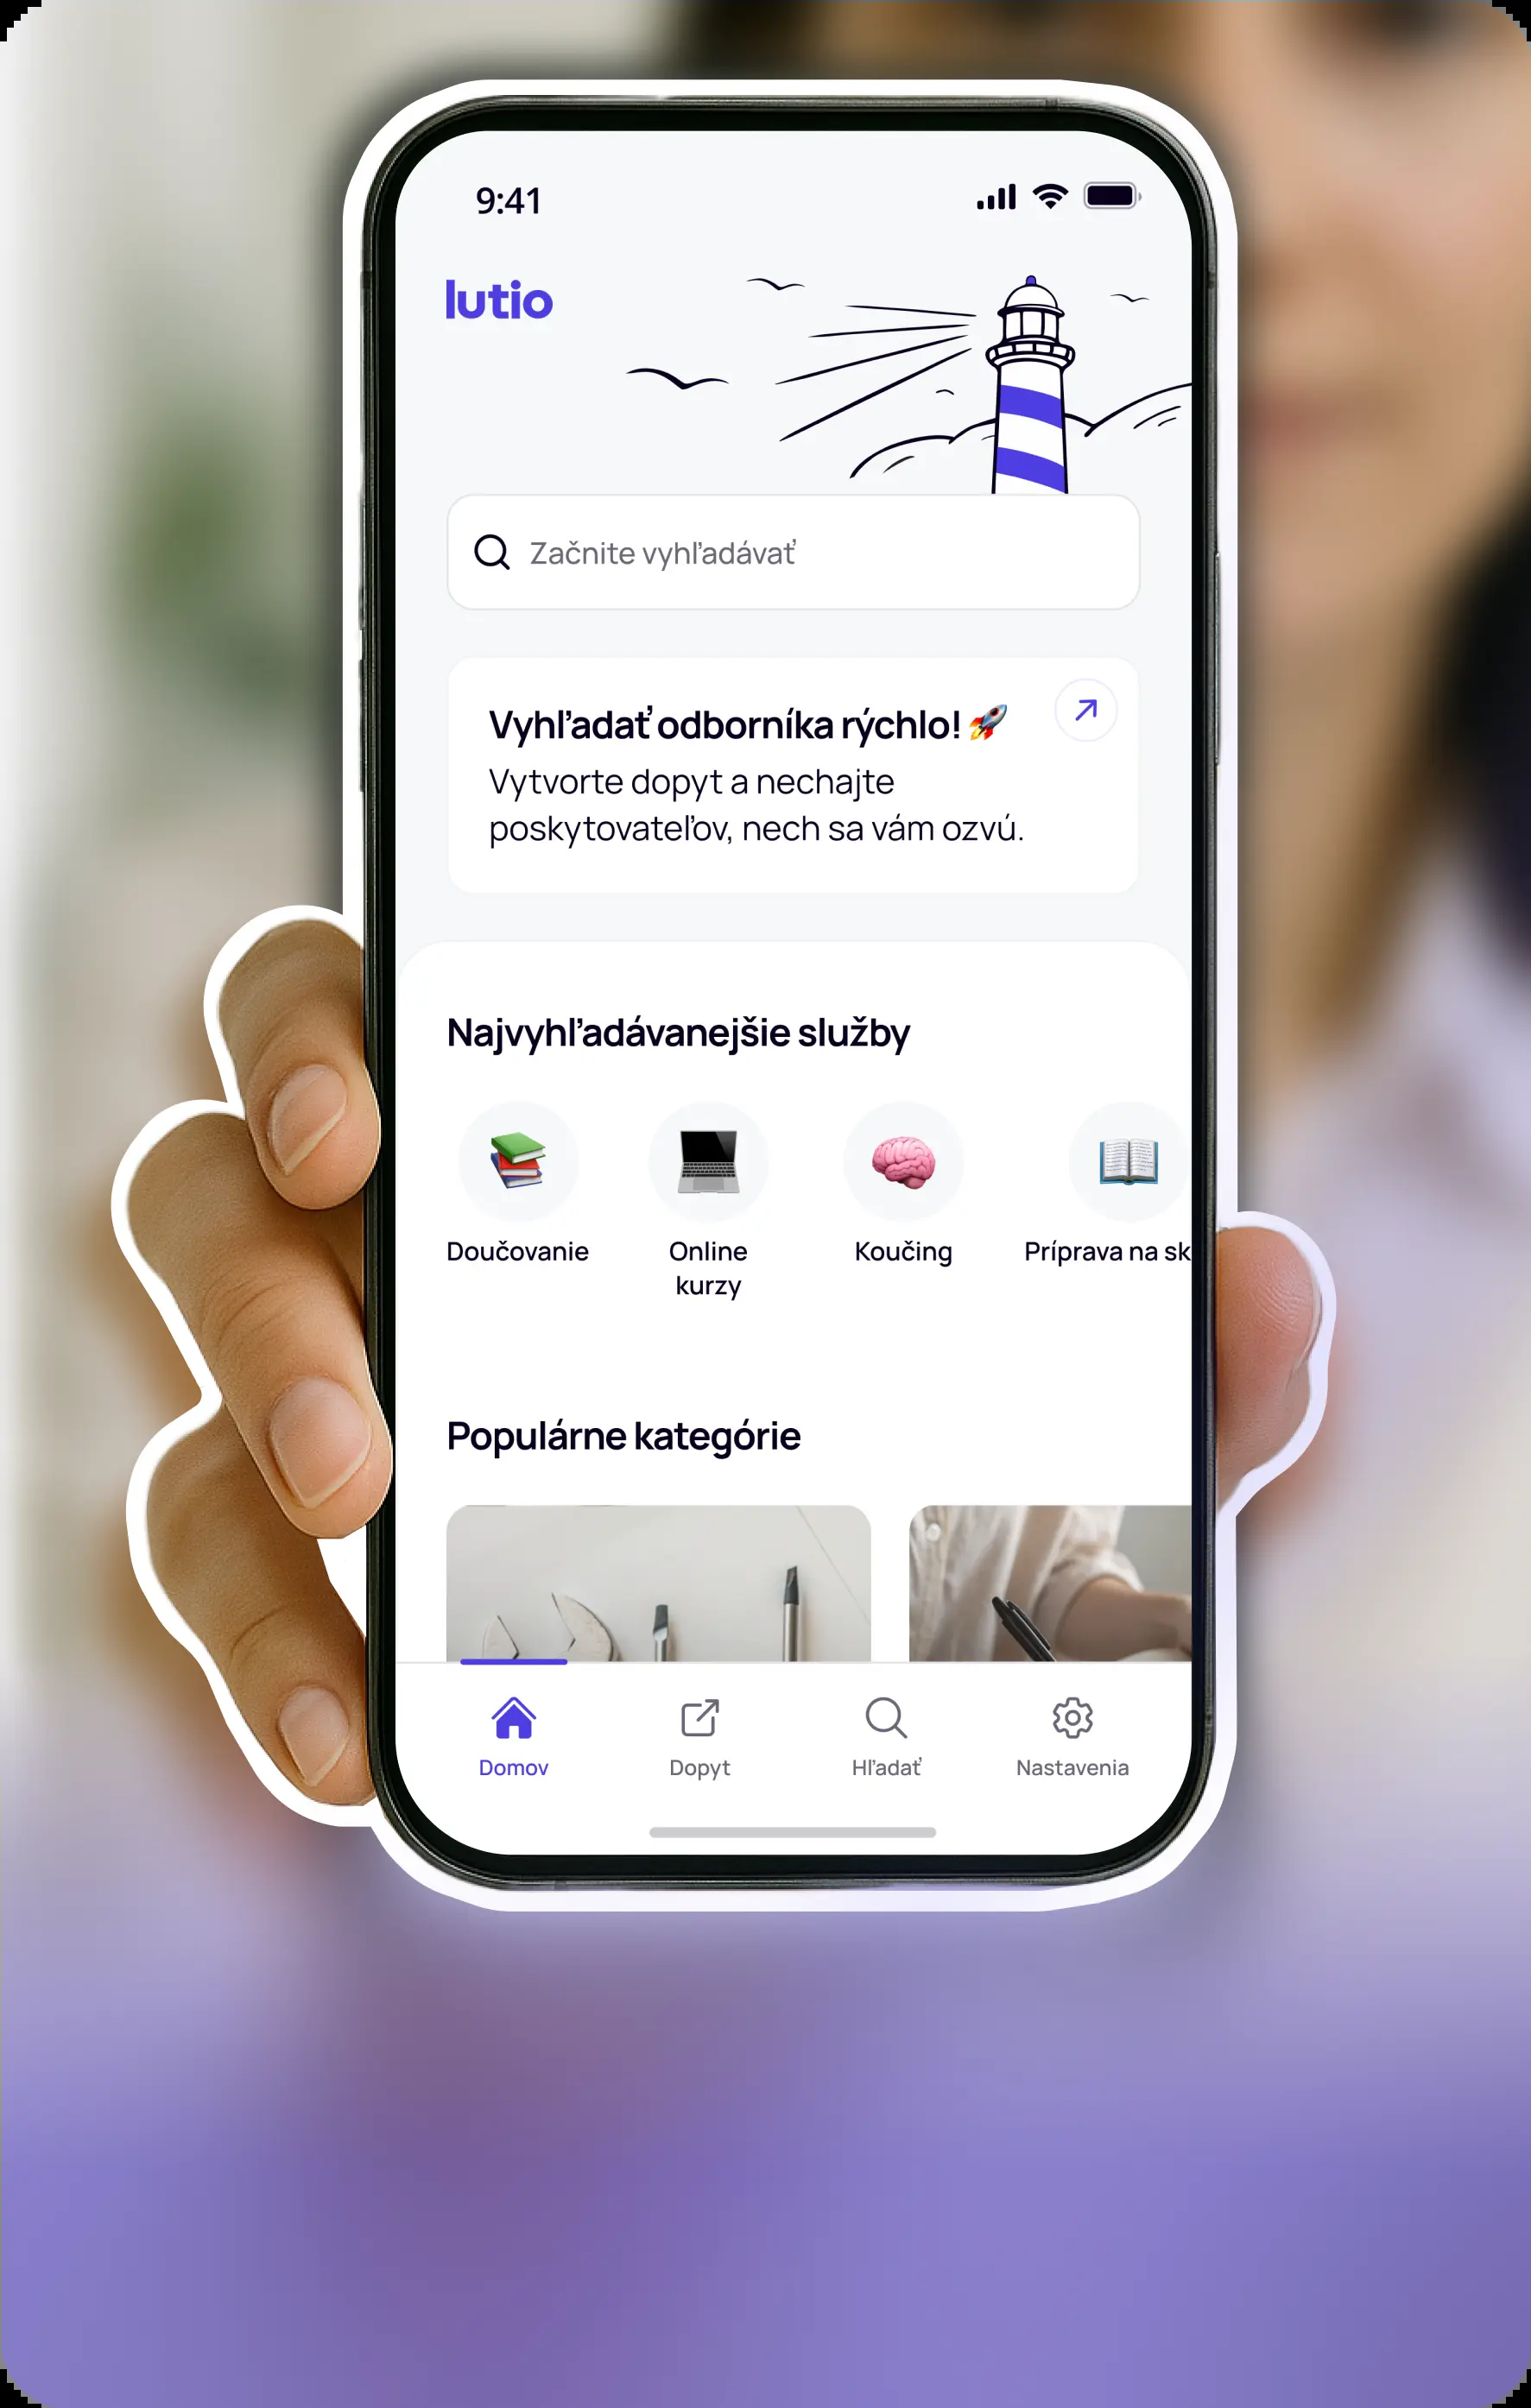 9:41
lutio
Začnite vyhľadávať
Vyhľadať odborníka rýchlo! 🚀
Vytvorte dopyt a nechajte
poskytovateľov, nech sa vám ozvú.
Najvyhľadávanejšie služby
Doučovanie
Online
kurzy
Koučing
Príprava na sk
Populárne kategórie
Domov
Dopyt
Hľadať
Nastavenia